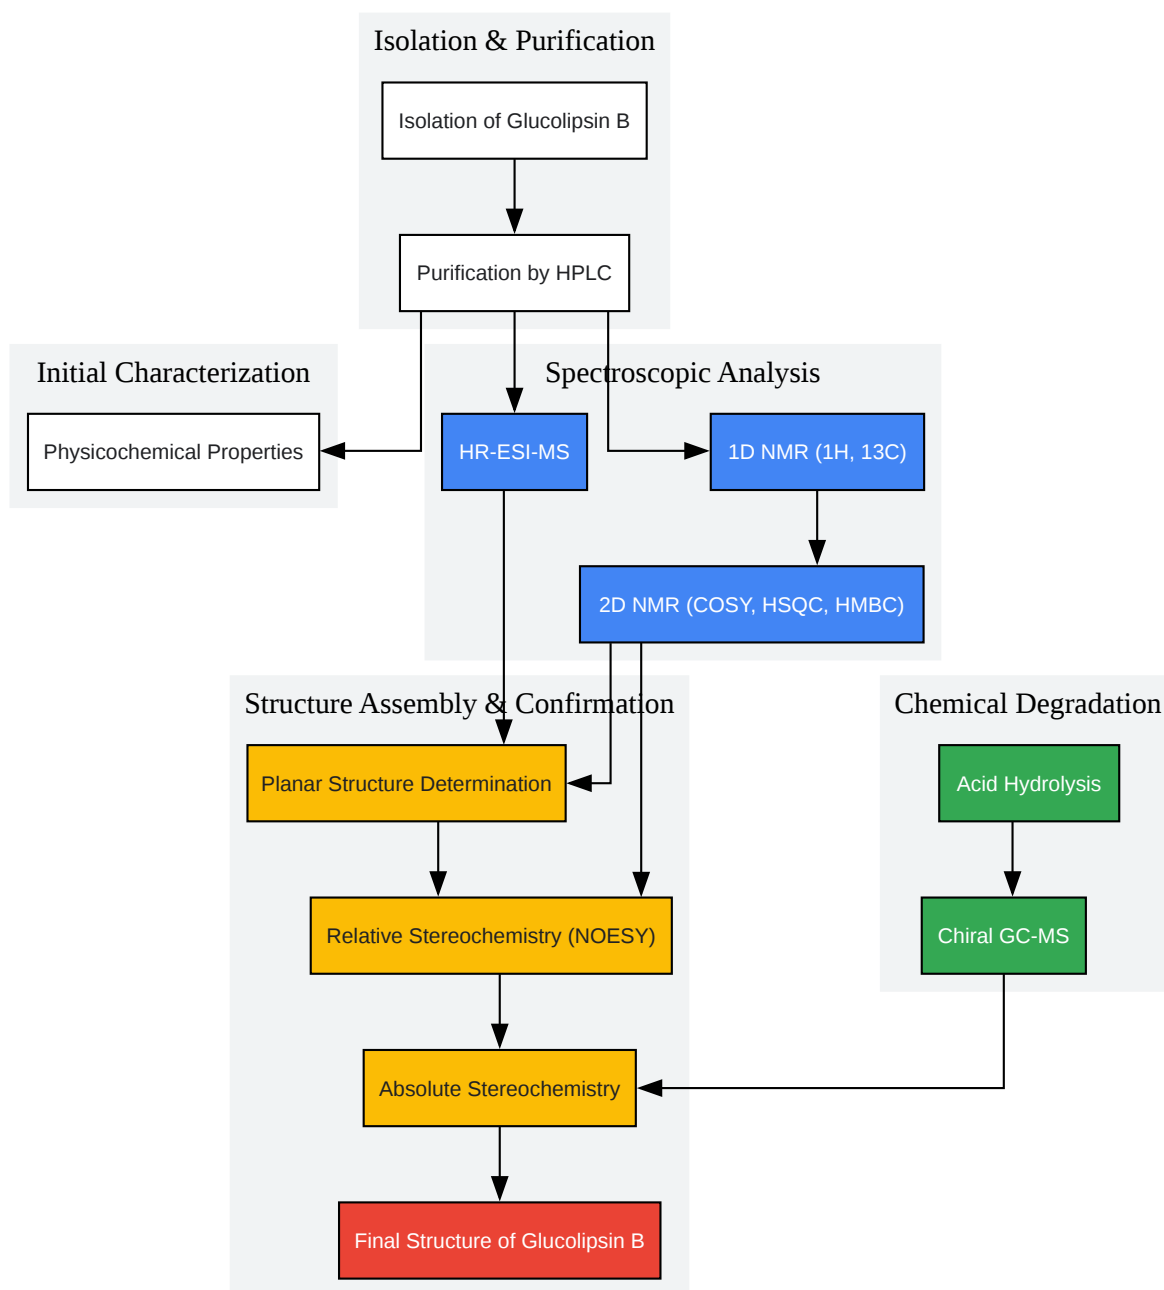 Isolation & Purification
Isolation of Glucolipsin B
Purification by HPLC
Initial Characterization
Physicochemical Properties
Spectroscopic Analysis
HR-ESI-MS
1D NMR (1H, 13C)
2D NMR (COSY, HSQC, HMBC)
Structure Assembly & Confirmation
Planar Structure Determination
Relative Stereochemistry (NOESY)
Absolute Stereochemistry
Final Structure of Glucolipsin B
Chemical Degradation
Acid Hydrolysis
Chiral GC-MS